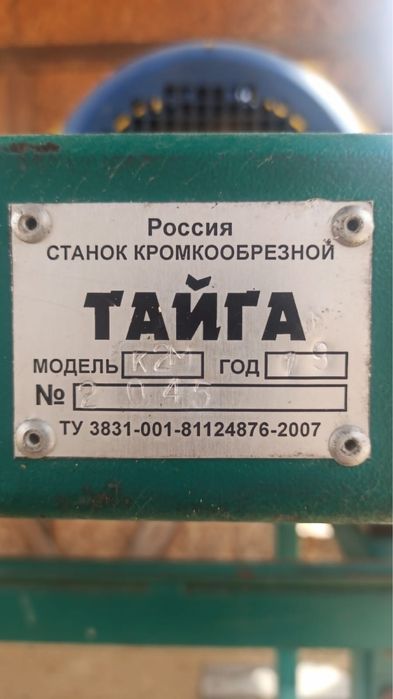 Россия
СТАНОК КРОМКООБРЕЗНОЙ
ТАЙГА
МОДЕЛЬ К2М ГОД 19
№ 2045
ТУ 3831-001-81124876-2007